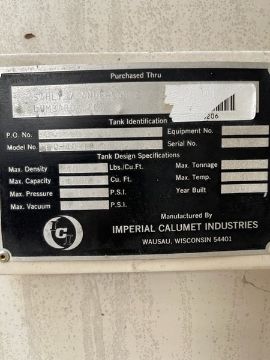 Purchased Thru
206
Tank Identification
P.O. No. Equipment No.
Model No. Serial No.
Tank Design Specifications
Max. Density Lbs./Cu.Ft. Max. Tonnage
Max. Capacity Cu. Ft. Max. Temp.
Max. Pressure P.S.I. Year Built
Max. Vacuum P.S.I.
Manufactured By
IMPERIAL CALUMET INDUSTRIES
WAUSAU, WISCONSIN 54401